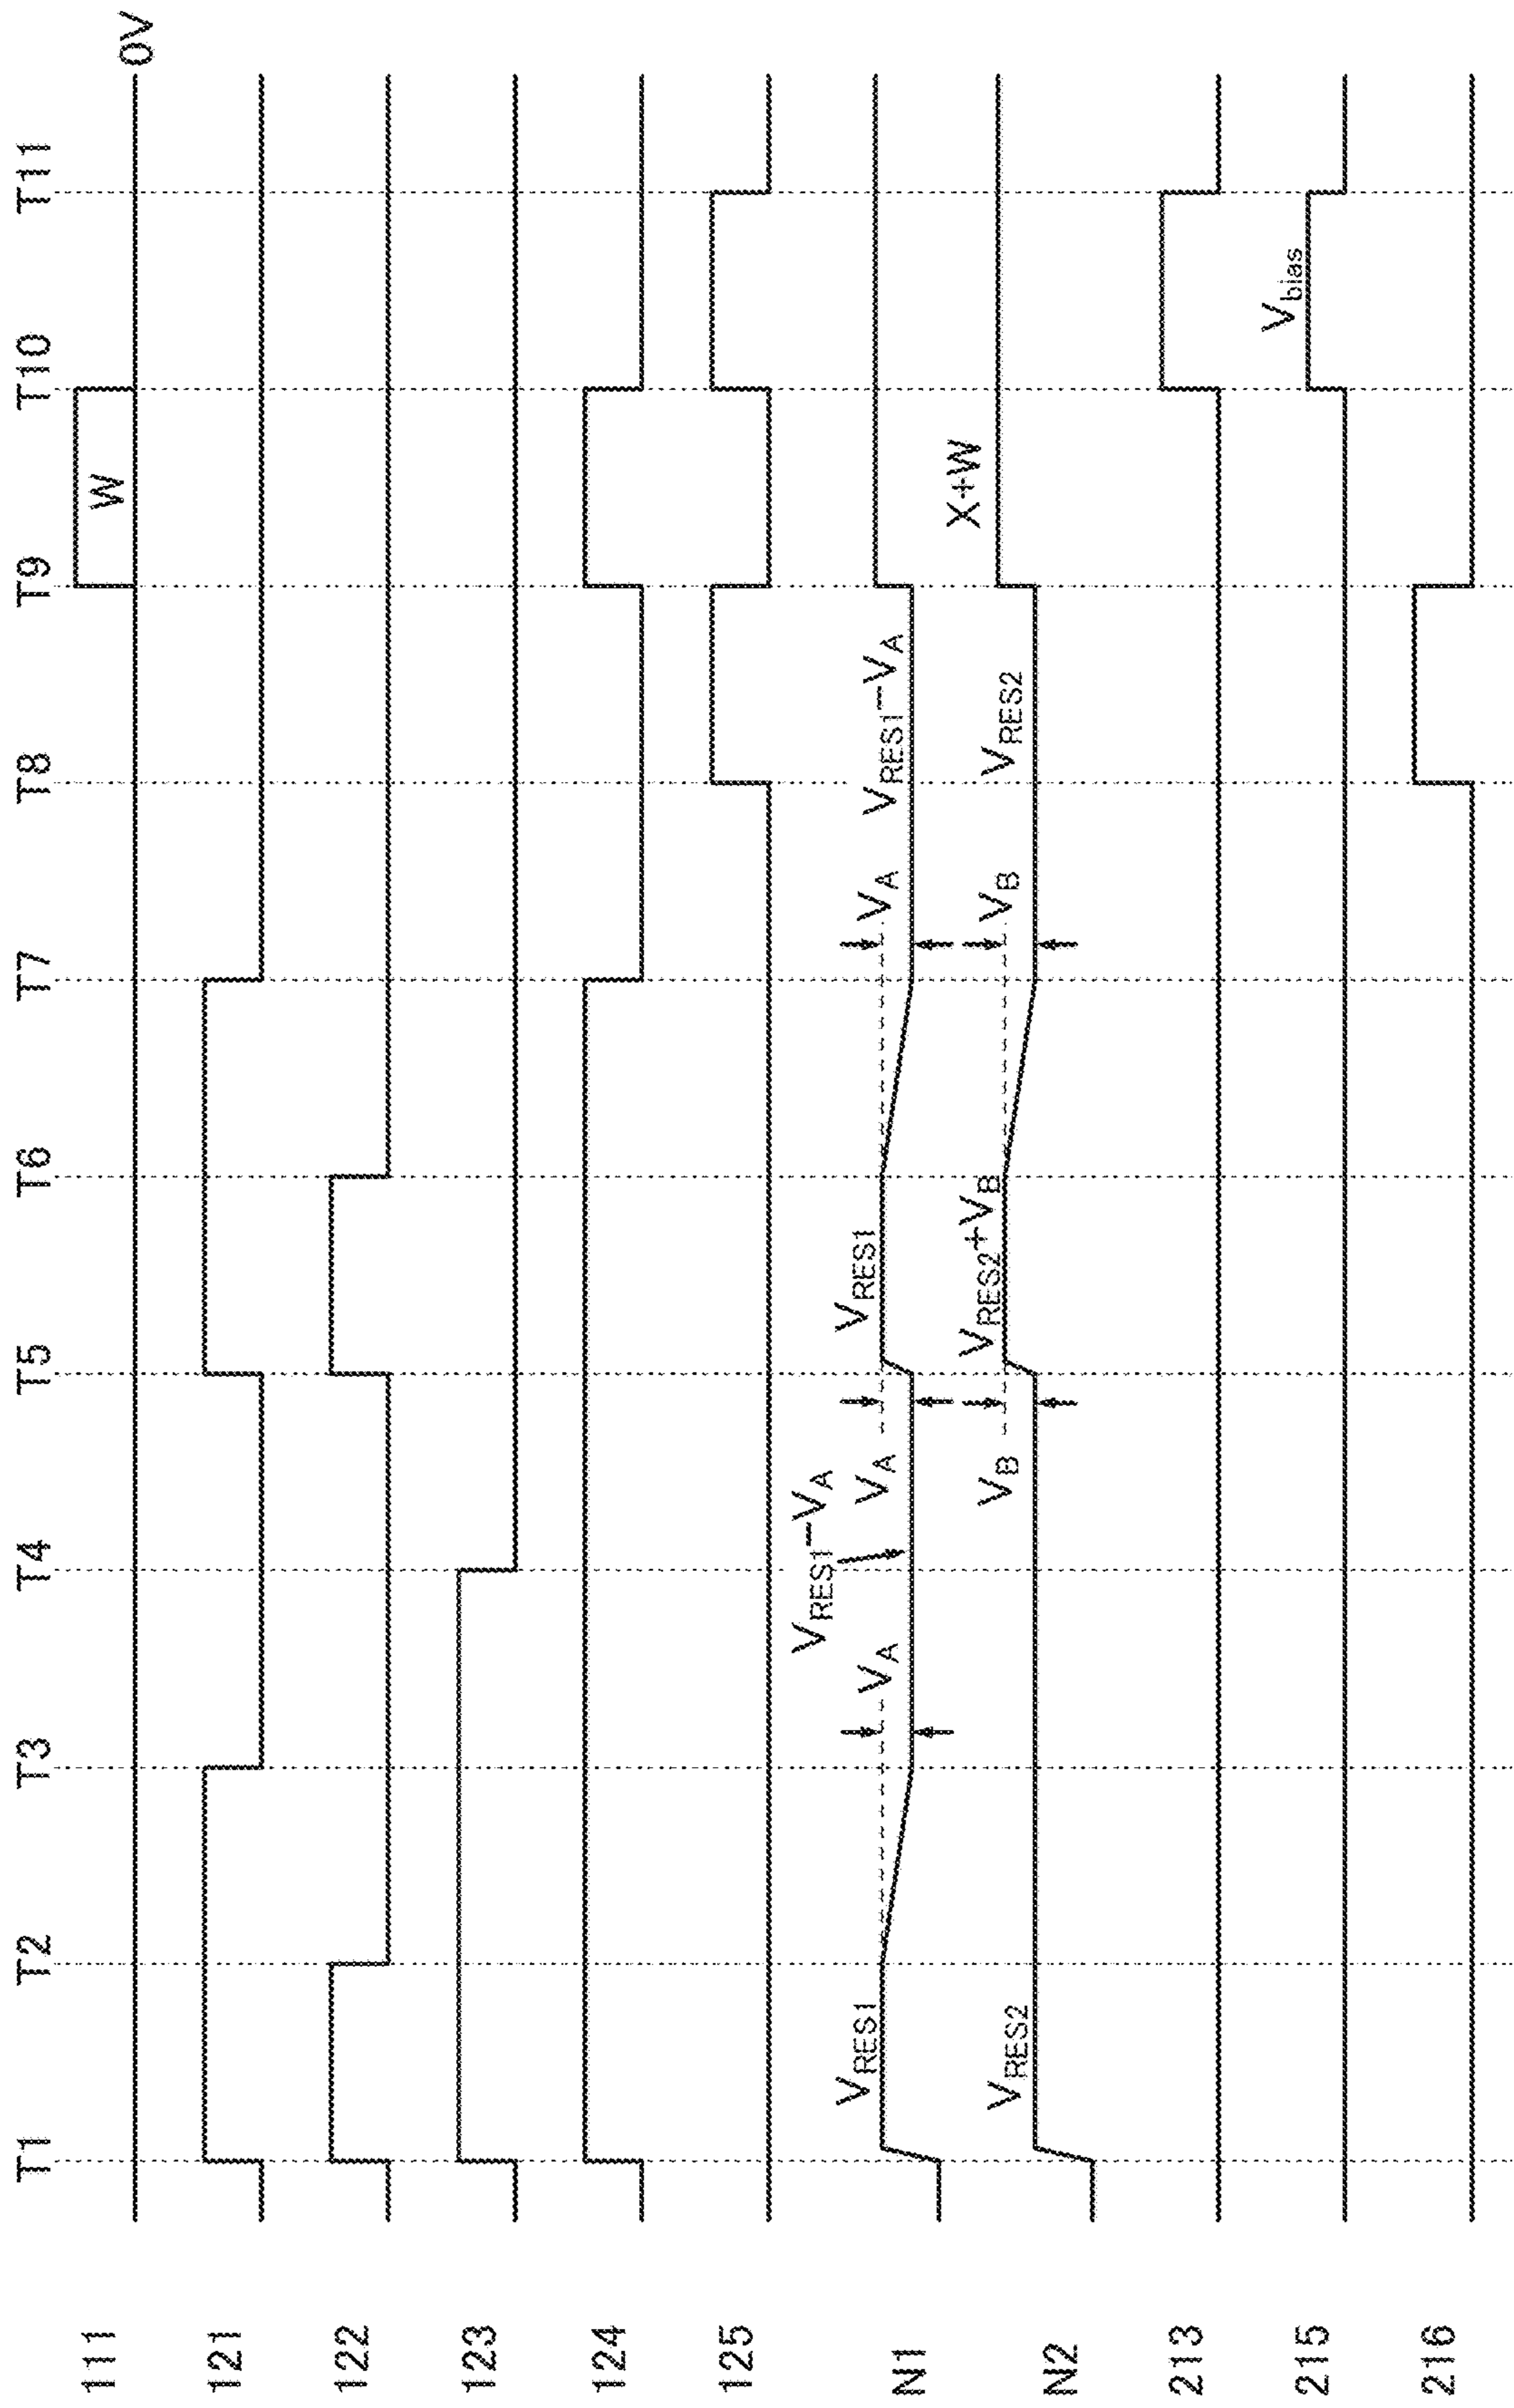 T1 T2 T3 T4 T5 T6 T7 T8 T9 T10 T11
111 W 0V
121
122
123
124
125
VRES1-VA
N1 VRES1 VA VA VRES1 VA VRES1-VA
N2 VRES2 VB VRES2+VB VB VRES2 X+W
213
215 Vbias
216